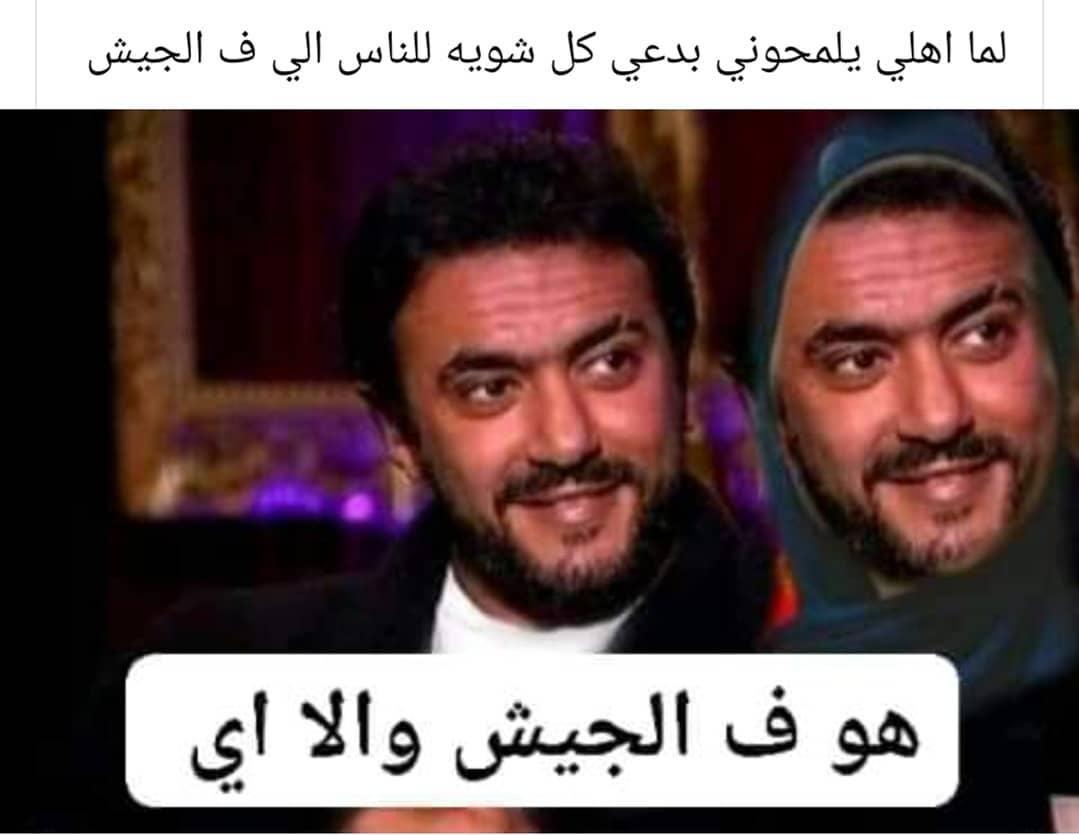 لما اهلي يلمحوني بدعي كل شويه للناس الي ف الجيش
هو ف الجيش والا اي